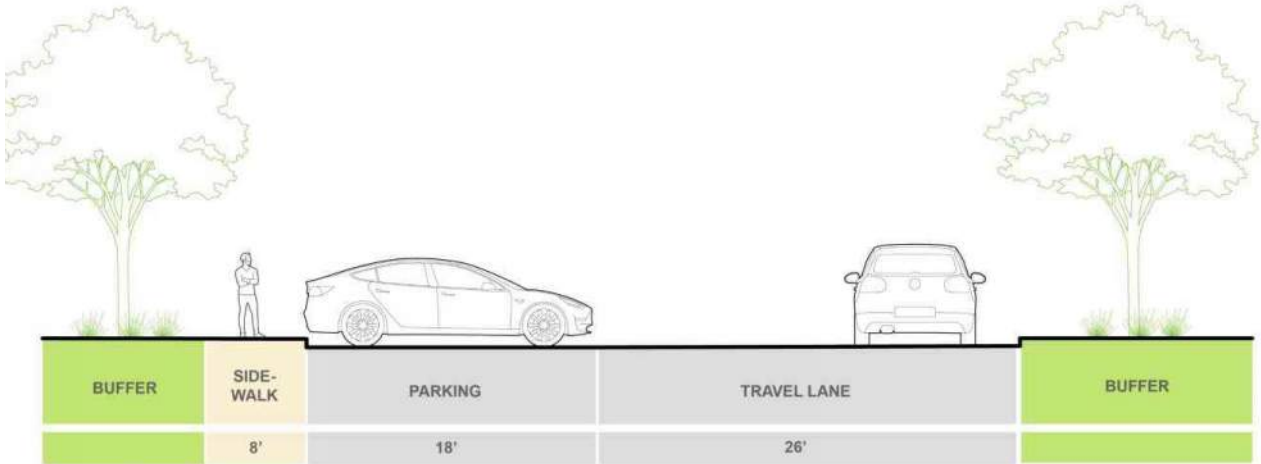 BUFFER
SIDE-
WALK
PARKING
TRAVEL LANE
BUFFER
8'
18'
26'